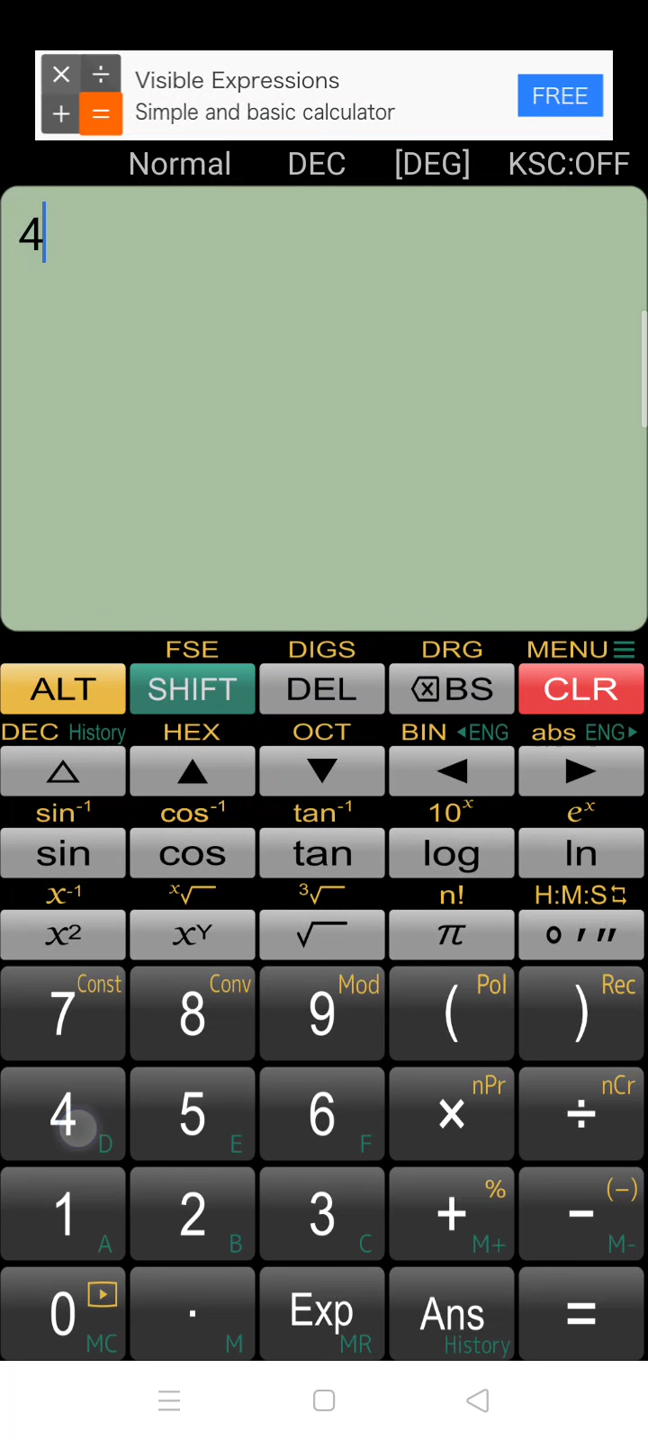 × ÷ Visible Expressions FREE
+ = Simple and basic calculator
Normal DEC [DEG] KSC:OFF
4
FSE DIGS DRG MENU
ALT SHIFT DEL BS CLR
DEC History HEX OCT BIN ◀ENG abs ENG▶
△ ▲ ▼ ◀ ▶
sin⁻¹ cos⁻¹ tan⁻¹ 10ˣ eˣ
sin cos tan log ln
x⁻¹ ˣ√ ³√ n! H:M:S
x² xʸ √ π ° ′ ″
Const Conv Mod Pol Rec
7 8 9 ( )
nPr nCr
4 5 6 × ÷
D E F
% (−)
1 2 3 + −
A B C M+ M-
0 . Exp Ans =
MC M MR History